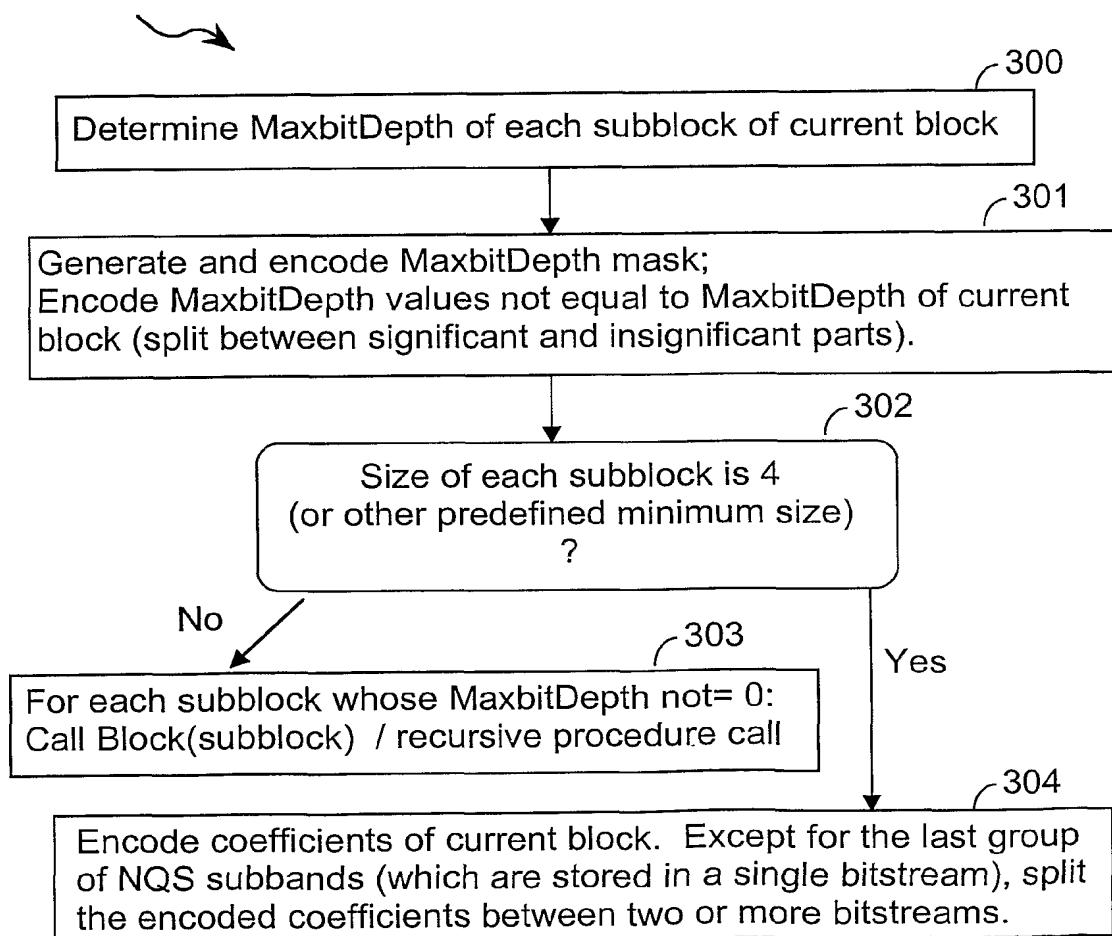 300
Determine MaxbitDepth of each subblock of current block
301
Generate and encode MaxbitDepth mask;
Encode MaxbitDepth values not equal to MaxbitDepth of current
block (split between significant and insignificant parts).
302
Size of each subblock is 4
(or other predefined minimum size)
?
No
303
For each subblock whose MaxbitDepth not= 0:
Call Block(subblock) / recursive procedure call
Yes
304
Encode coefficients of current block. Except for the last group
of NQS subbands (which are stored in a single bitstream), split
the encoded coefficients between two or more bitstreams.